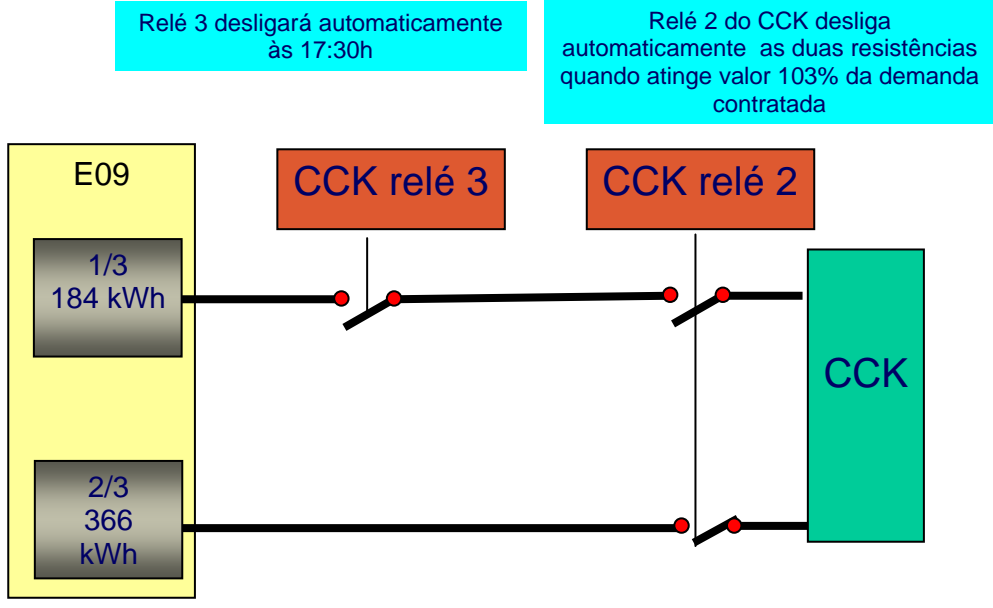 Relé 3 desligará automaticamente
às 17:30h
Relé 2 do CCK desliga
automaticamente as duas resistências
quando atinge valor 103% da demanda
contratada
E09
CCK relé 3
CCK relé 2
1/3
184 kWh
CCK
2/3
366
kWh